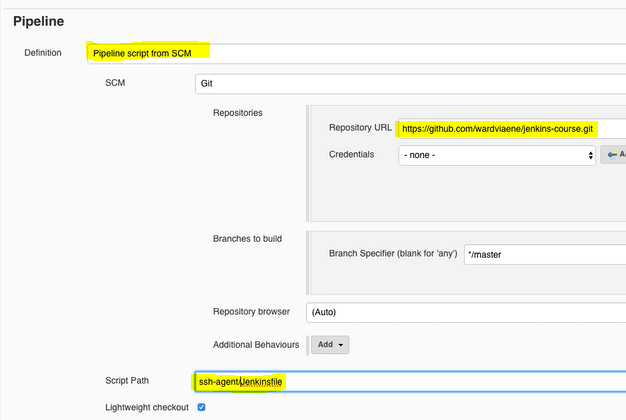 Pipeline
Definition
Pipeline script from SCM
SCM
Git
Repositories
Repository URL
https://github.com/wardviaene/jenkins-course.git
Credentials
- none -
Branches to build
Branch Specifier (blank for 'any')
*/master
Repository browser
(Auto)
Additional Behaviours
Add
Script Path
ssh-agent/Jenkinsfile
Lightweight checkout